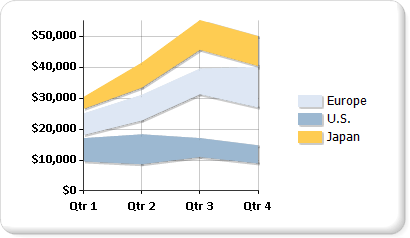 $50,000
$40,000
$30,000
$20,000
$10,000
$0
Qtr 1 Qtr 2 Qtr 3 Qtr 4
Europe
U.S.
Japan